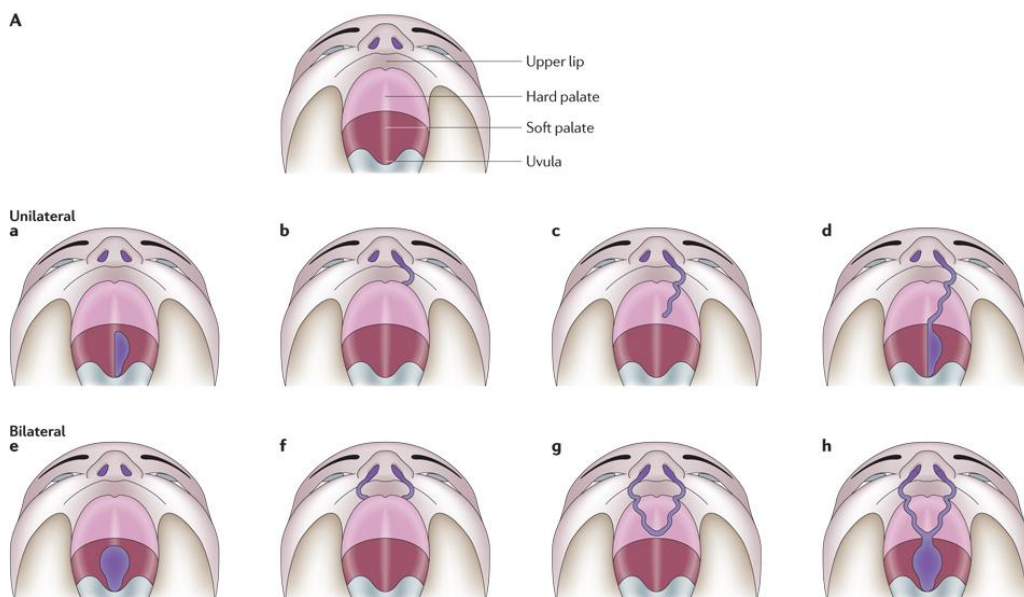 A
Upper lip
Hard palate
Soft palate
Uvula
Unilateral
a
b
c
d
Bilateral
e
f
g
h